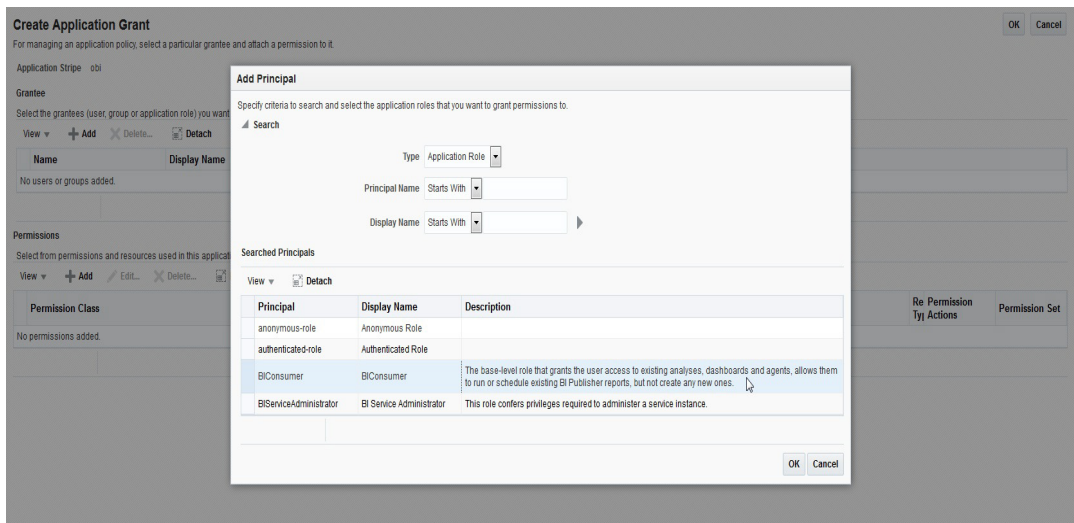 Create Application Grant
OK Cancel
For managing an application policy, select a particular grantee and attach a permission to it.
Application Stripe obi
Grantee
Select the grantees (user, group or application role) you want
View Add Delete... Detach
Name Display Name
No users or groups added.
Permissions
Select from permissions and resources used in this applicati
View Add Edit... Delete...
Permission Class
Re Permission Permission Set
Typ Actions
No permissions added.
Add Principal
Specify criteria to search and select the application roles that you want to grant permissions to.
Search
Type Application Role
Principal Name Starts With
Display Name Starts With
Searched Principals
View Detach
Principal Display Name Description
anonymous-role Anonymous Role
authenticated-role Authenticated Role
BIConsumer BIConsumer The base-level role that grants the user access to existing analyses, dashboards and agents, allows them
to run or schedule existing BI Publisher reports, but not create any new ones.
BIServiceAdministrator BI Service Administrator This role confers privileges required to administer a service instance.
OK Cancel